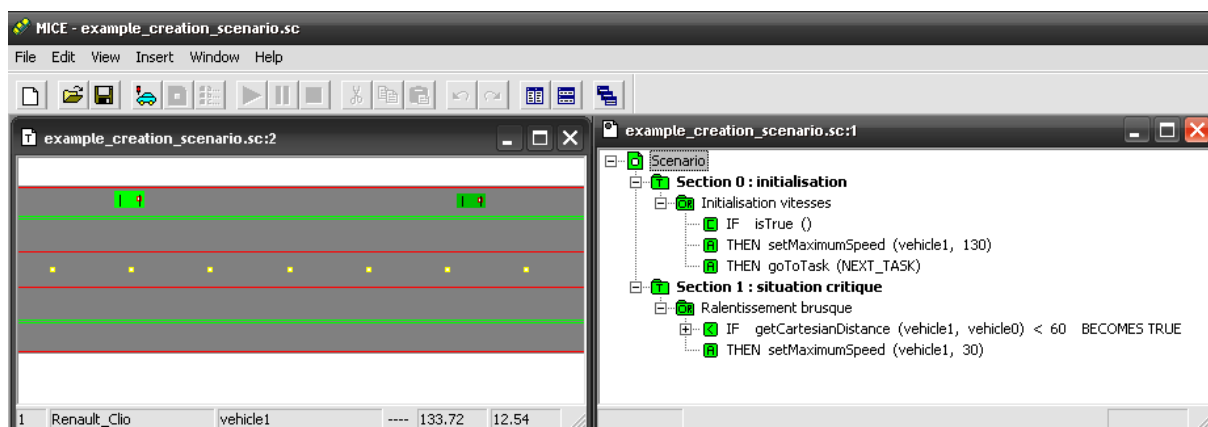 MICE - example_creation_scenario.sc
File Edit View Insert Window Help
example_creation_scenario.sc:2
1 Renault_Clio vehicle1 ---- 133.72 12.54
example_creation_scenario.sc:1
Scenario
Section 0 : initialisation
Initialisation vitesses
IF isTrue ()
THEN setMaximumSpeed (vehicle1, 130)
THEN goToTask (NEXT_TASK)
Section 1 : situation critique
Ralentissement brusque
IF getCartesianDistance (vehicle1, vehicle0) < 60 BECOMES TRUE
THEN setMaximumSpeed (vehicle1, 30)